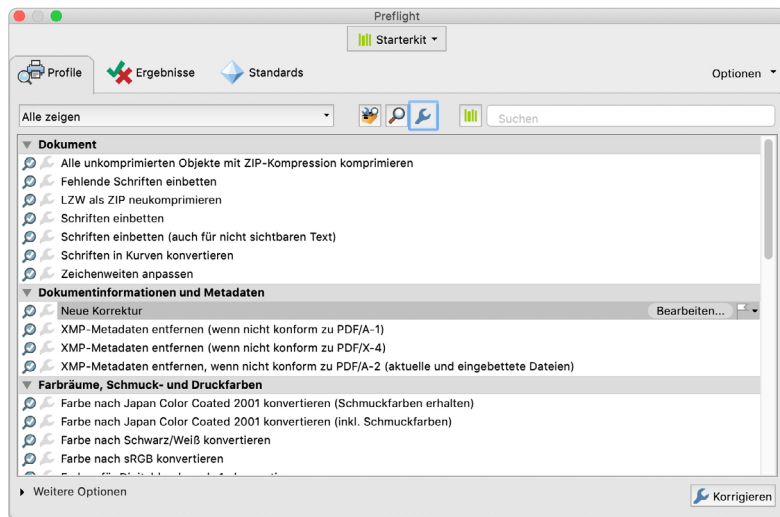 Preflight
Starterkit
Profile
Ergebnisse
Standards
Optionen
Alle zeigen
Suchen
Dokument
Alle unkomprimierten Objekte mit ZIP-Kompression komprimieren
Fehlende Schriften einbetten
LZW als ZIP neukomprimieren
Schriften einbetten
Schriften einbetten (auch für nicht sichtbaren Text)
Schriften in Kurven konvertieren
Zeichenweiten anpassen
Dokumentinformationen und Metadaten
Neue Korrektur Bearbeiten...
XMP-Metadaten entfernen (wenn nicht konform zu PDF/A-1)
XMP-Metadaten entfernen (wenn nicht konform zu PDF/X-4)
XMP-Metadaten entfernen, wenn nicht konform zu PDF/A-2 (aktuelle und eingebettete Dateien)
Farbräume, Schmuck- und Druckfarben
Farbe nach Japan Color Coated 2001 konvertieren (Schmuckfarben erhalten)
Farbe nach Japan Color Coated 2001 konvertieren (inkl. Schmuckfarben)
Farbe nach Schwarz/Weiß konvertieren
Farbe nach sRGB konvertieren
Weitere Optionen
Korrigieren